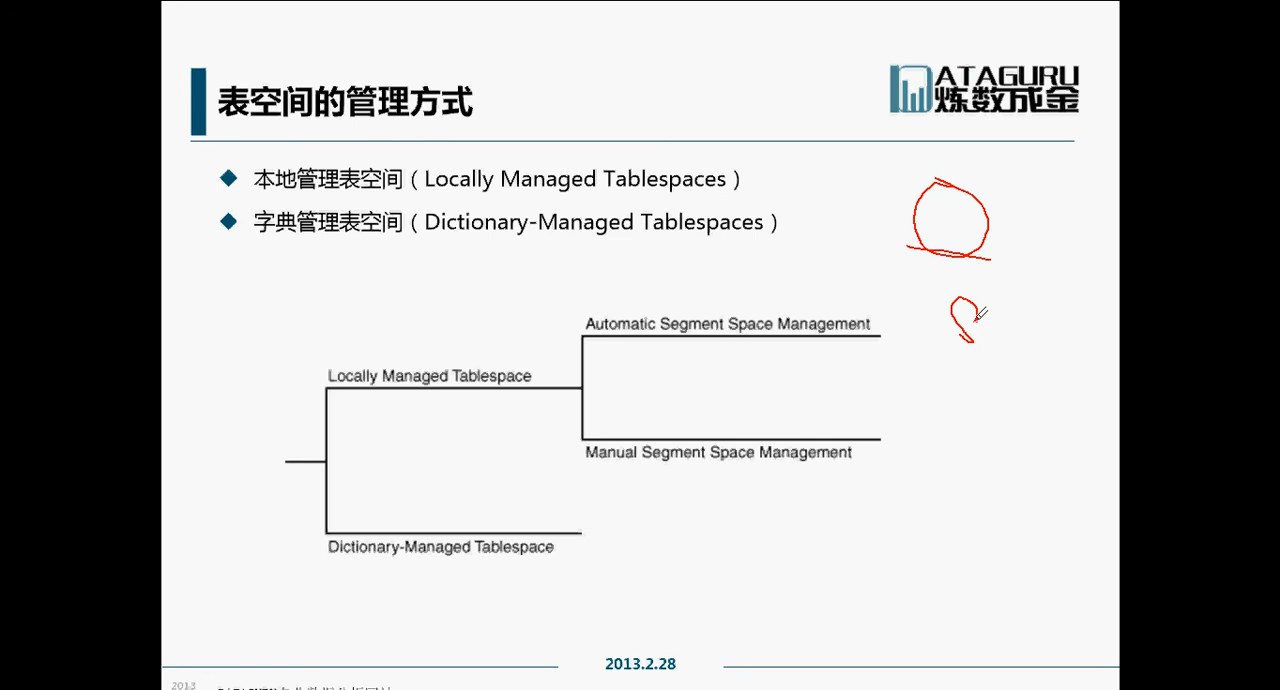 表空间的管理方式
DATAGURU
炼数成金
本地管理表空间（Locally Managed Tablespaces）
字典管理表空间（Dictionary-Managed Tablespaces）
Automatic Segment Space Management
Locally Managed Tablespace
Manual Segment Space Management
Dictionary-Managed Tablespace
2013.2.28
2013